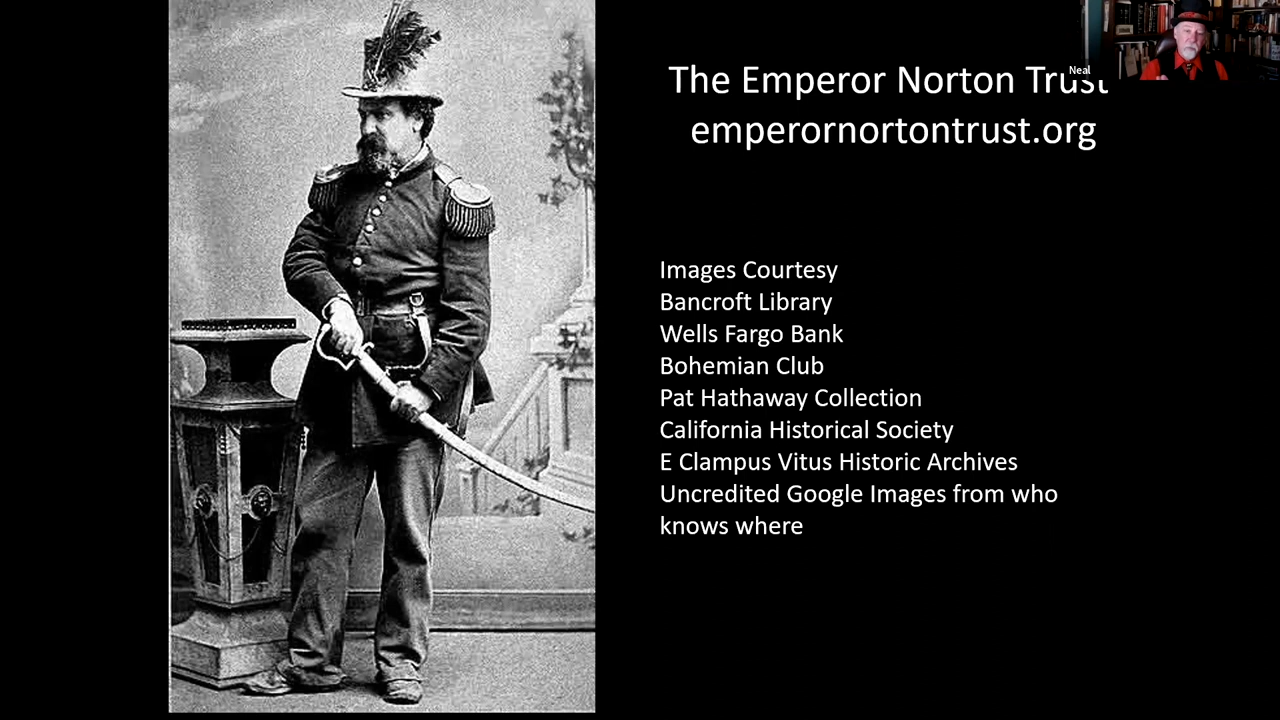 The Emperor Norton Trust
emperornortontrust.org
Neal
Images Courtesy
Bancroft Library
Wells Fargo Bank
Bohemian Club
Pat Hathaway Collection
California Historical Society
E Clampus Vitus Historic Archives
Uncredited Google Images from who
knows where